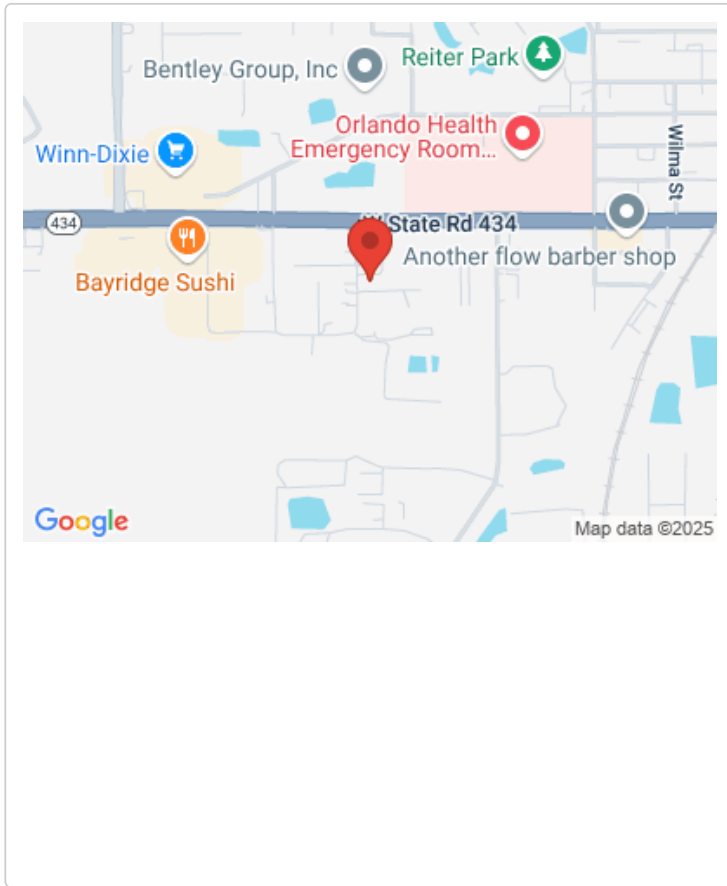 Bentley Group, Inc
Reiter Park
Orlando Health
Emergency Room...
Winn-Dixie
Wilma St
434
W State Rd 434
Another flow barber shop
Bayridge Sushi
Google
Map data ©2025